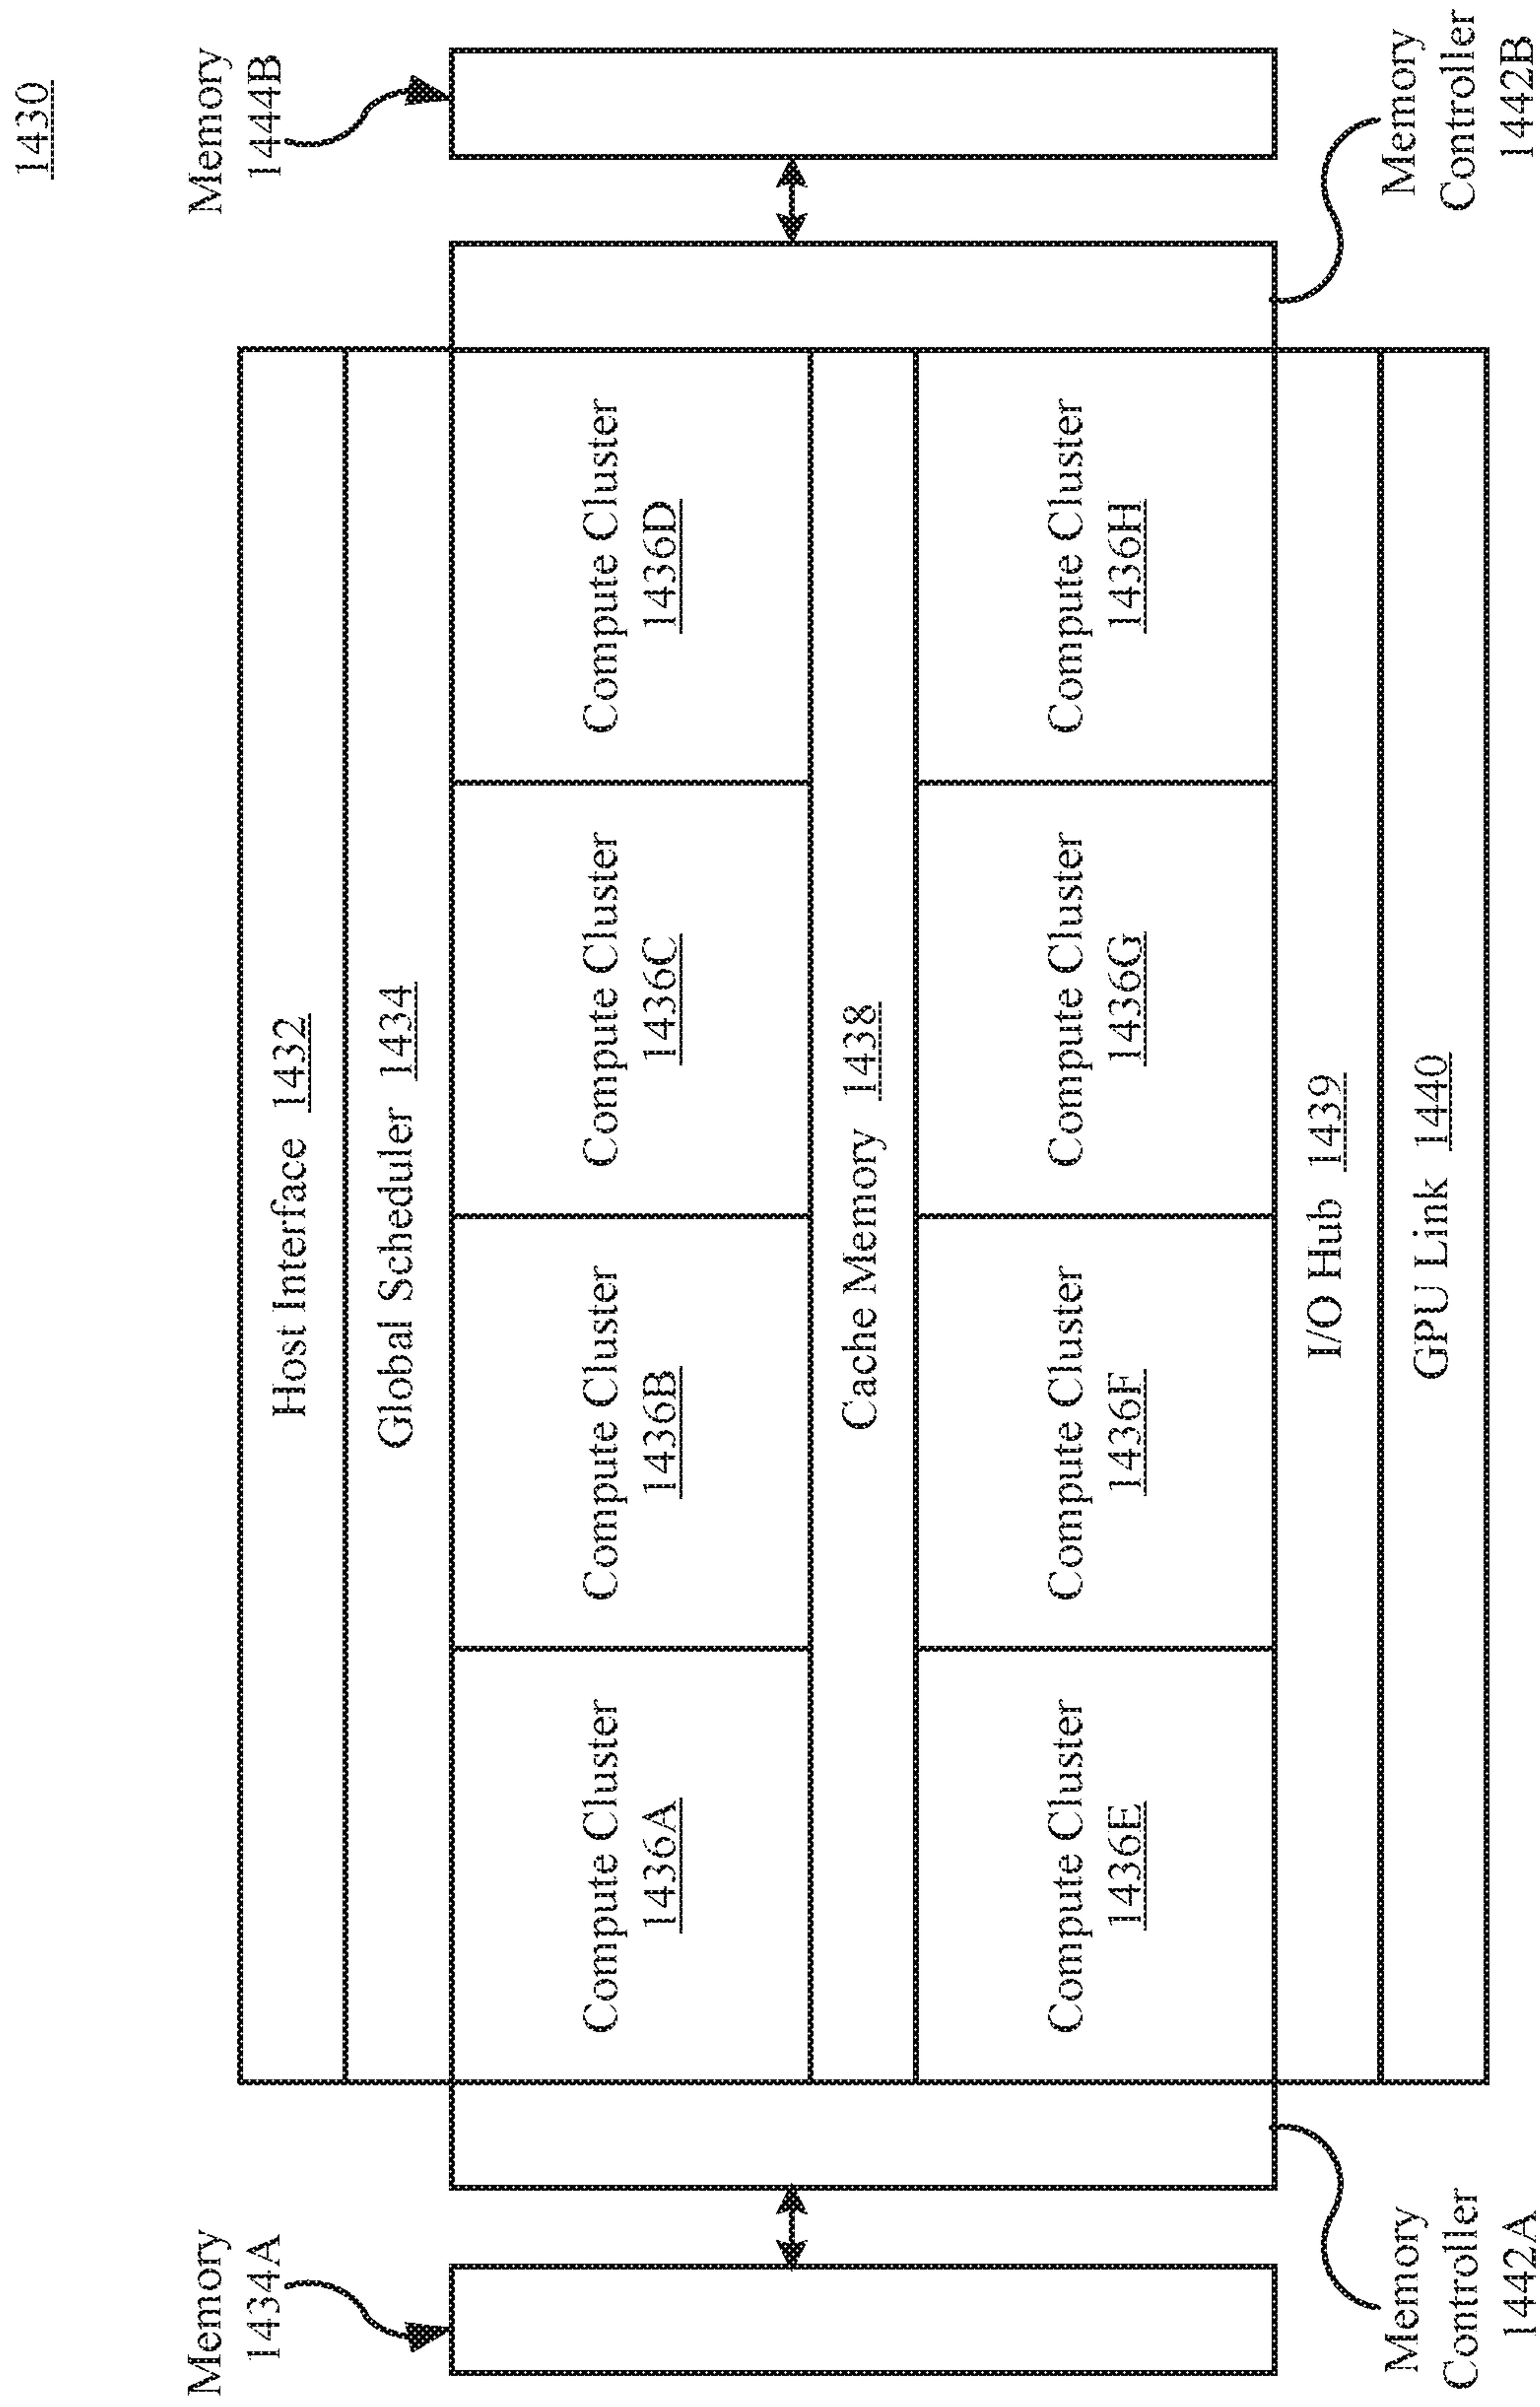 1430
Memory
1434A
Memory
1444B
Host Interface 1432
Global Scheduler 1434
Compute Cluster
1436A
Compute Cluster
1436B
Compute Cluster
1436C
Compute Cluster
1436D
Cache Memory 1438
Compute Cluster
1436E
Compute Cluster
1436F
Compute Cluster
1436G
Compute Cluster
1436H
I/O Hub 1439
GPU Link 1440
Memory
Controller
1442A
Memory
Controller
1442B